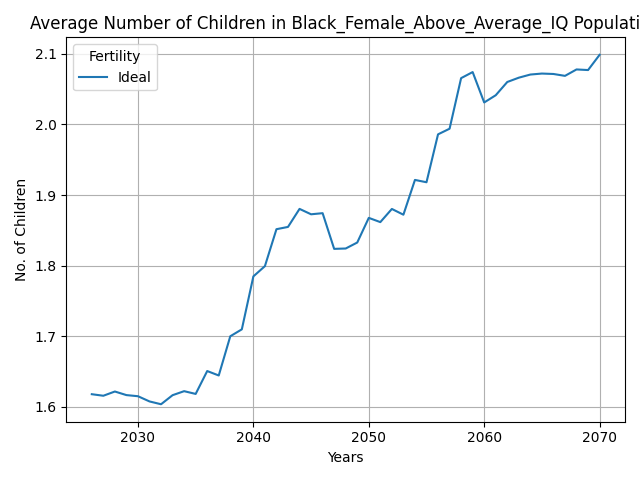 Average Number of Children in Black_Female_Above_Average_IQ Populati
Fertility
Ideal
No. of Children
2.1
2.0
1.9
1.8
1.7
1.6
2030 2040 2050 2060 2070
Years